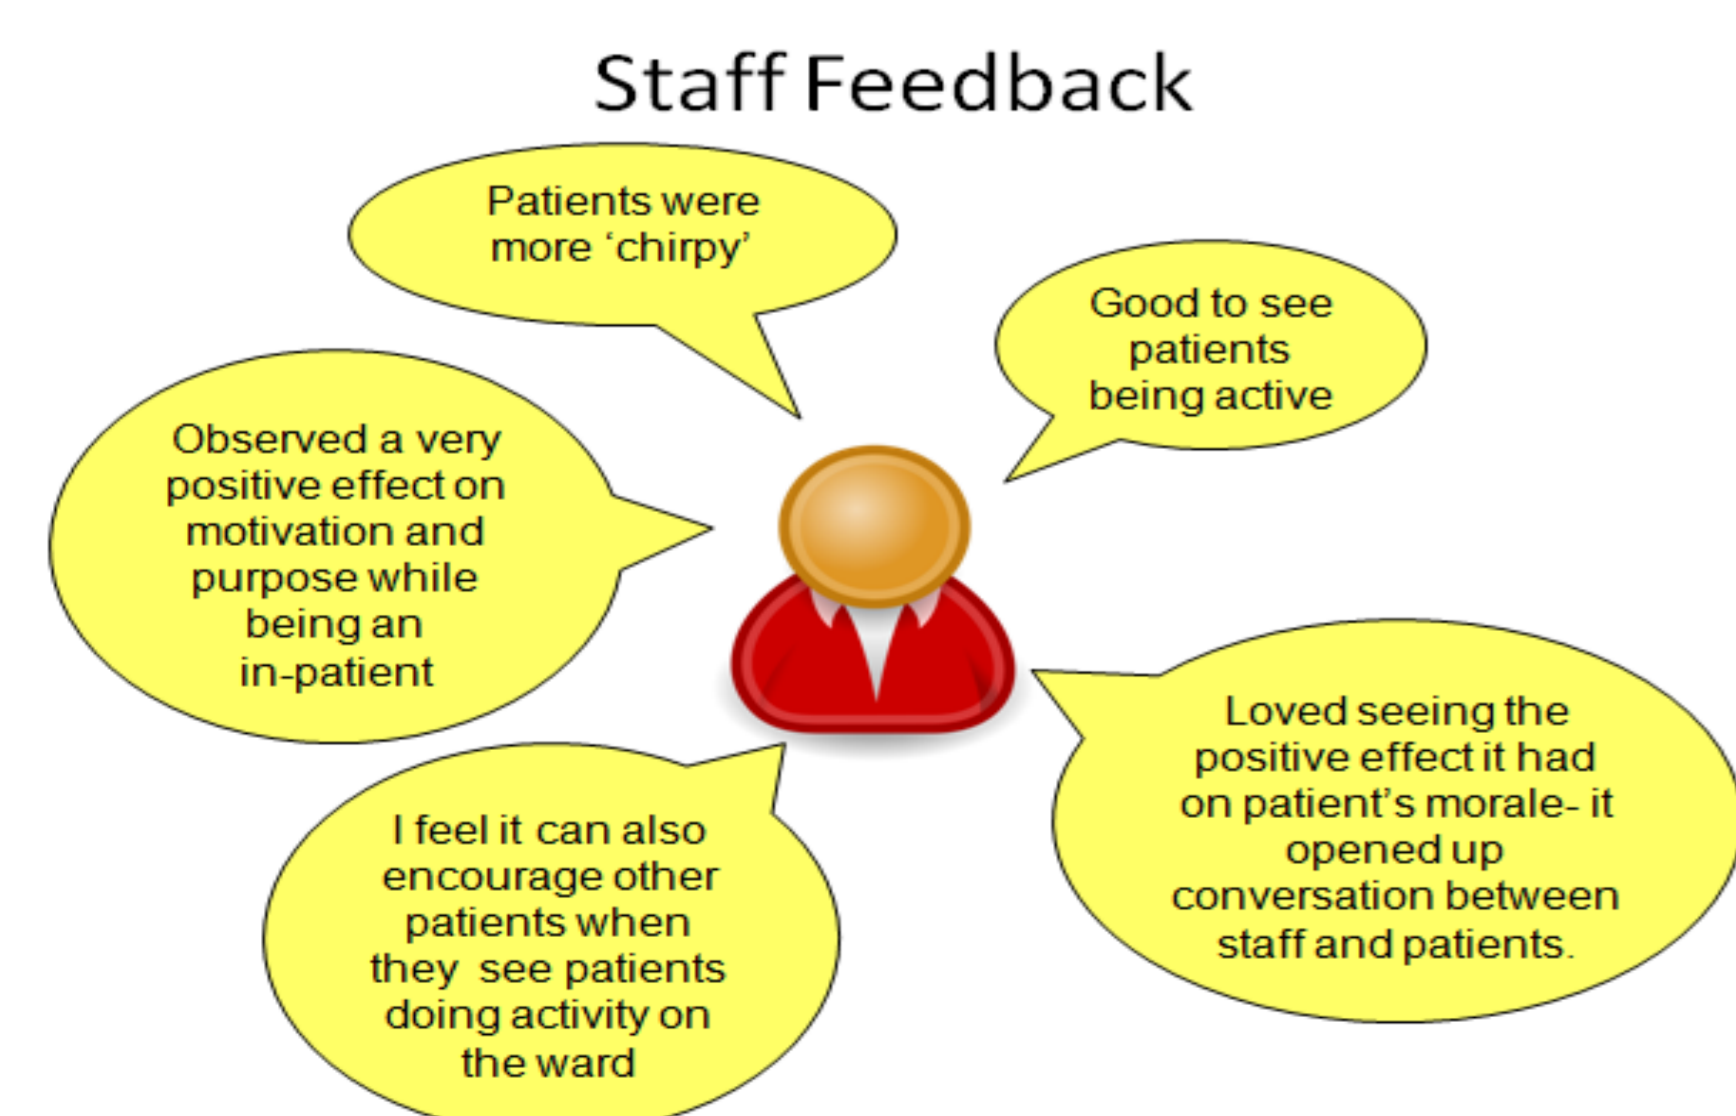 Staff Feedback
Patients were
more ‘chirpy’
Good to see
patients
being active
Observed a very
positive effect on
motivation and
purpose while
being an
in-patient
Loved seeing the
positive effect it had
on patient’s morale- it
opened up
conversation between
staff and patients.
I feel it can also
encourage other
patients when
they see patients
doing activity on
the ward